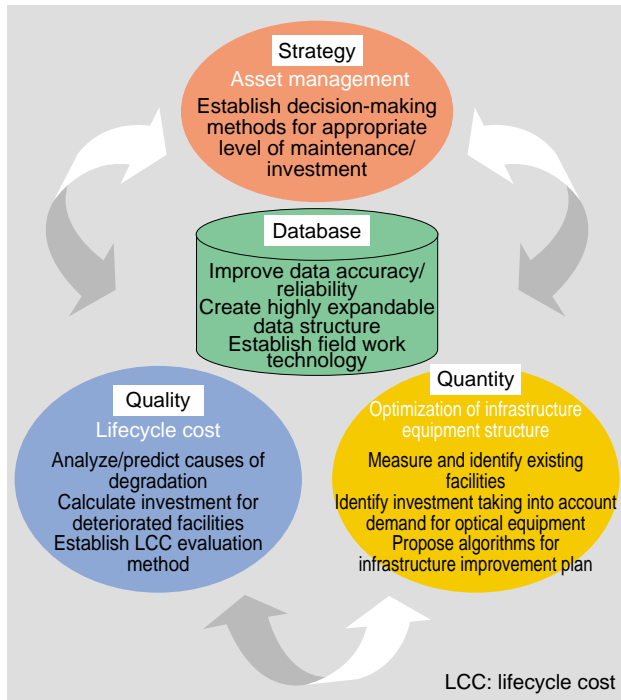 Strategy
Asset management
Establish decision-making
methods for appropriate
level of maintenance/
investment
Database
Improve data accuracy/
reliability
Create highly expandable
data structure
Establish field work
technology
Quality
Lifecycle cost
Analyze/predict causes of
degradation
Calculate investment for
deteriorated facilities
Establish LCC evaluation
method
Quantity
Optimization of infrastructure
equipment structure
Measure and identify existing
facilities
Identify investment taking into account
demand for optical equipment
Propose algorithms for
infrastructure improvement plan
LCC: lifecycle cost